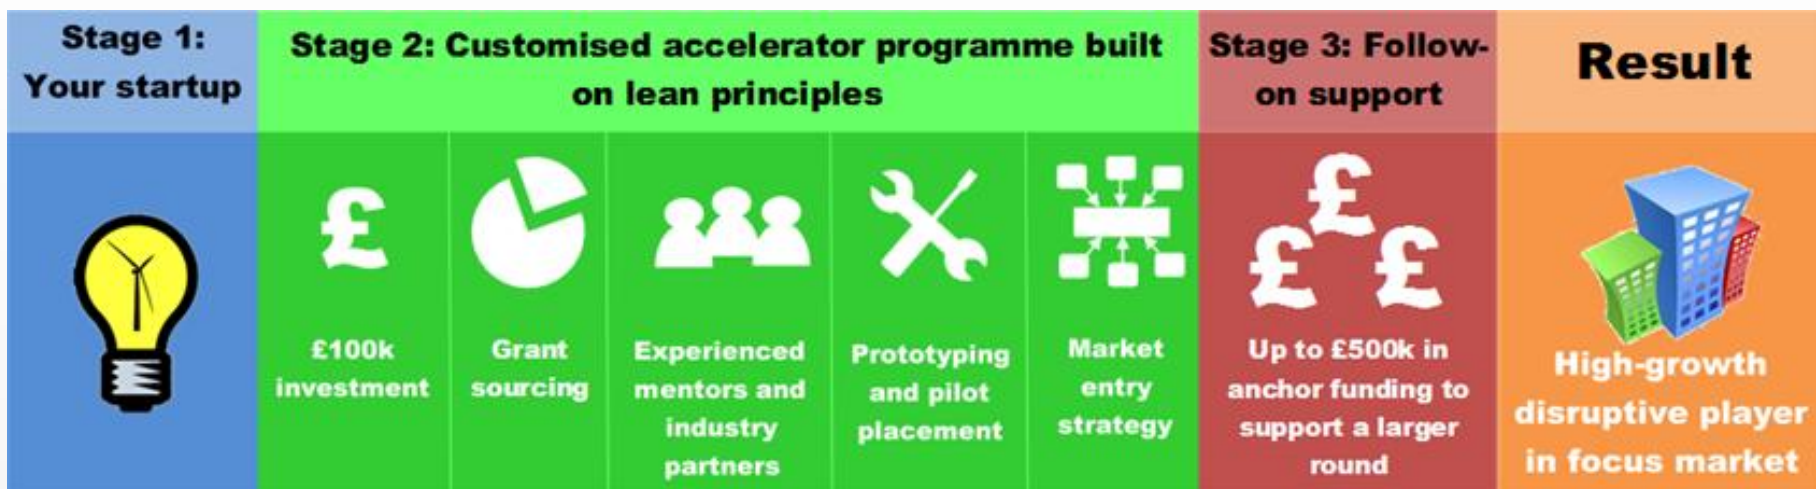 Stage 1:
Your startup
Stage 2: Customised accelerator programme built
on lean principles
Stage 3: Follow-
on support
Result
£
£100k
investment
Grant
sourcing
Experienced
mentors and
industry
partners
Prototyping
and pilot
placement
Market
entry
strategy
£
£ £
Up to £500k in
anchor funding to
support a larger
round
High-growth
disruptive player
in focus market